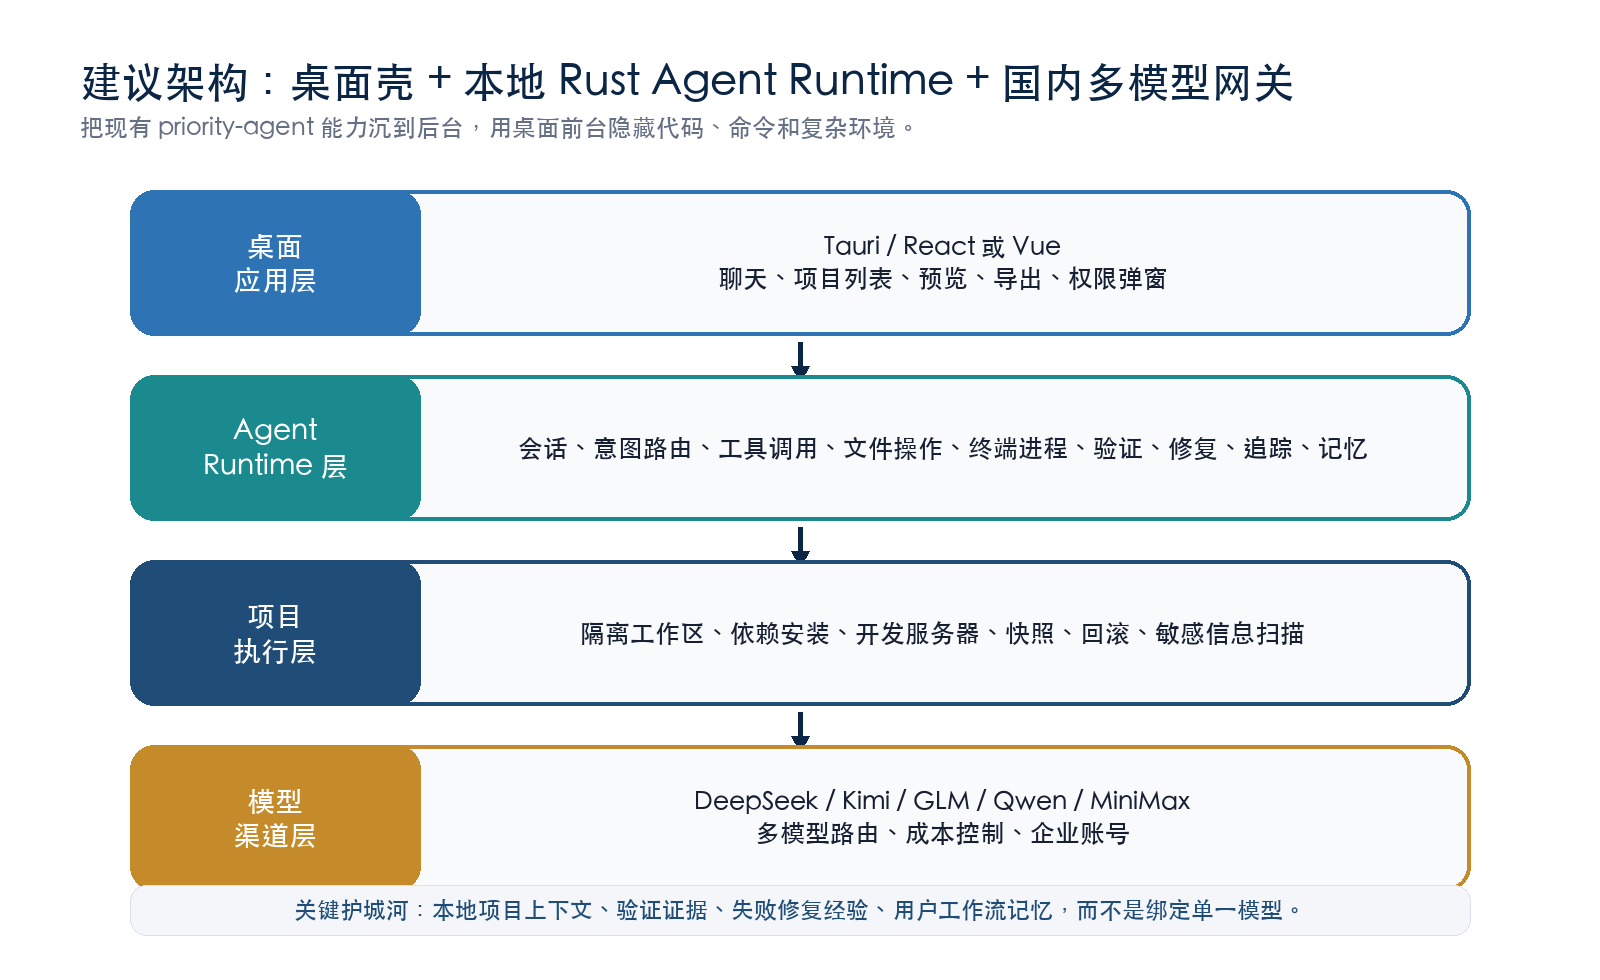 建议架构：桌面壳 + 本地 Rust Agent Runtime + 国内多模型网关
把现有 priority-agent 能力沉到后台，用桌面前台隐藏代码、命令和复杂环境。
桌面
应用层
Tauri / React 或 Vue
聊天、项目列表、预览、导出、权限弹窗
Agent
Runtime 层
会话、意图路由、工具调用、文件操作、终端进程、验证、修复、追踪、记忆
项目
执行层
隔离工作区、依赖安装、开发服务器、快照、回滚、敏感信息扫描
模型
渠道层
DeepSeek / Kimi / GLM / Qwen / MiniMax
多模型路由、成本控制、企业账号
关键护城河：本地项目上下文、验证证据、失败修复经验、用户工作流记忆，而不是绑定单一模型。